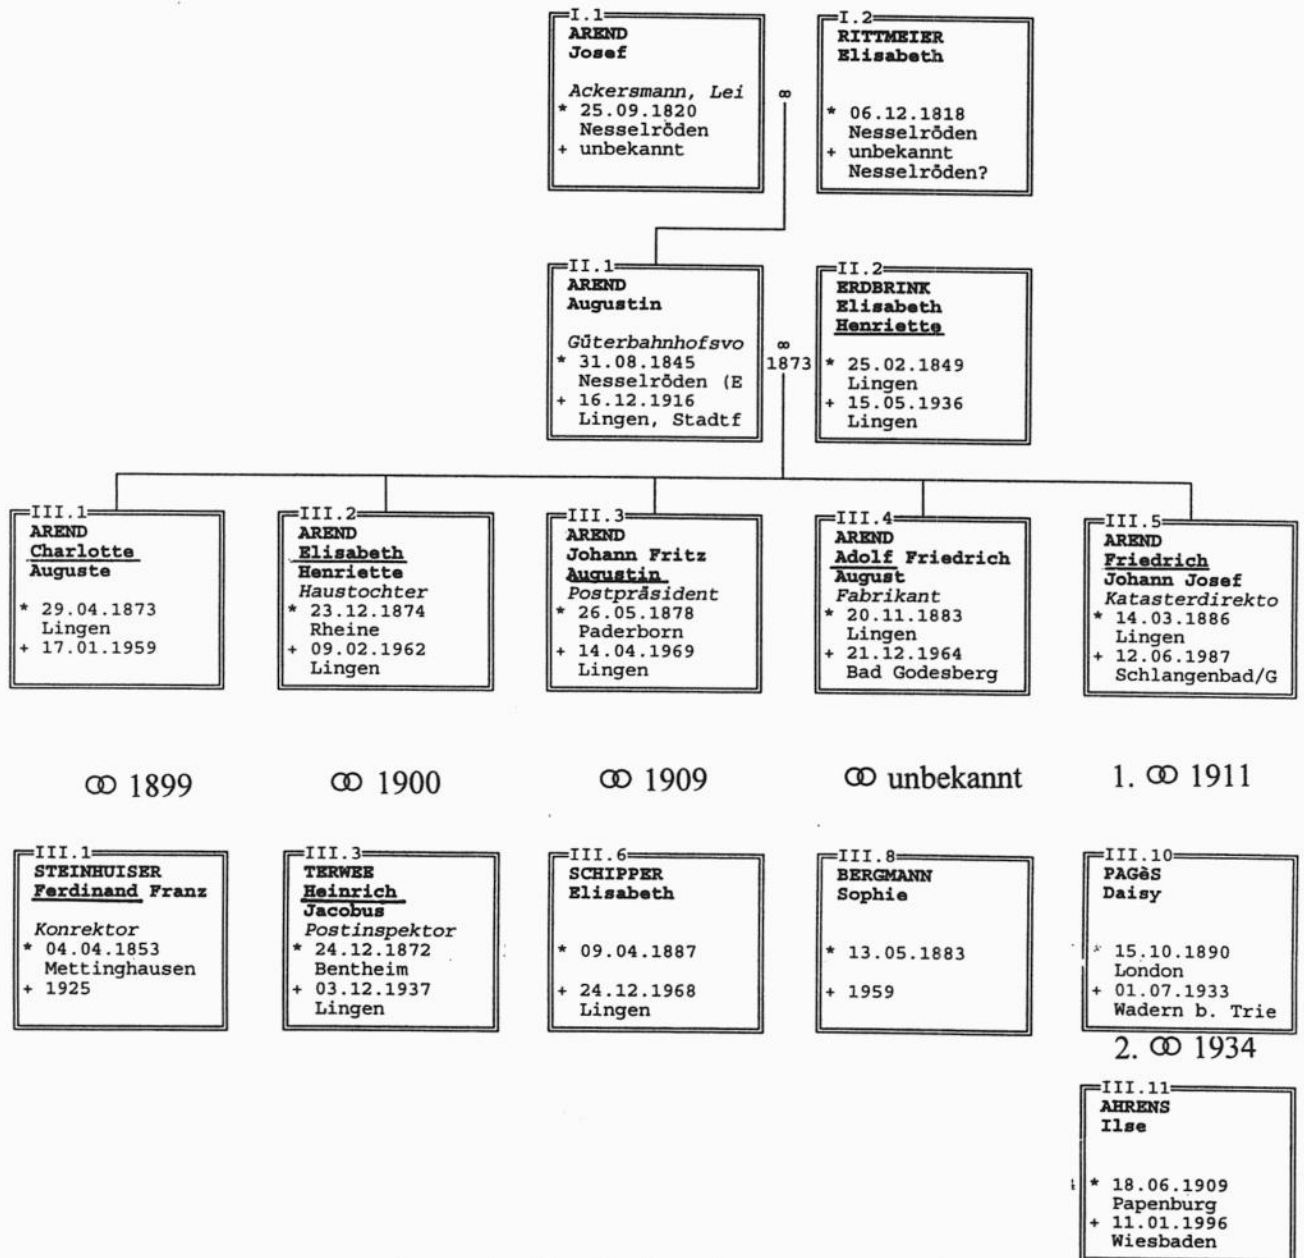 I.1
AREND
Josef
Ackersmann, Lei
* 25.09.1820
Nesselröden
+ unbekannt
∞
I.2
RITTMEIER
Elisabeth
* 06.12.1818
Nesselröden
+ unbekannt
Nesselröden?
II.1
AREND
Augustin
Güterbahnhofsvo
* 31.08.1845
Nesselröden (E
+ 16.12.1916
Lingen, Stadtf
∞
1873
II.2
ERDBRINK
Elisabeth
Henriette
* 25.02.1849
Lingen
+ 15.05.1936
Lingen
III.1
AREND
Charlotte
Auguste
* 29.04.1873
Lingen
+ 17.01.1959
III.2
AREND
Elisabeth
Henriette
Haustochter
* 23.12.1874
Rheine
+ 09.02.1962
Lingen
III.3
AREND
Johann Fritz
Augustin
Postpräsident
* 26.05.1878
Paderborn
+ 14.04.1969
Lingen
III.4
AREND
Adolf Friedrich
August
Fabrikant
* 20.11.1883
Lingen
+ 21.12.1964
Bad Godesberg
III.5
AREND
Friedrich
Johann Josef
Katasterdirekto
* 14.03.1886
Lingen
+ 12.06.1987
Schlangenbad/G
∞ 1899
∞ 1900
∞ 1909
∞ unbekannt
1. ∞ 1911
III.1
STEINHUISER
Ferdinand Franz
Konrektor
* 04.04.1853
Mettinghausen
+ 1925
III.3
TERWEE
Heinrich
Jacobus
Postinspektor
* 24.12.1872
Bentheim
+ 03.12.1937
Lingen
III.6
SCHIPPER
Elisabeth
* 09.04.1887
+ 24.12.1968
Lingen
III.8
BERGMANN
Sophie
* 13.05.1883
+ 1959
III.10
PAGèS
Daisy
* 15.10.1890
London
+ 01.07.1933
Wadern b. Trie
2. ∞ 1934
III.11
AHRENS
Ilse
* 18.06.1909
Papenburg
+ 11.01.1996
Wiesbaden